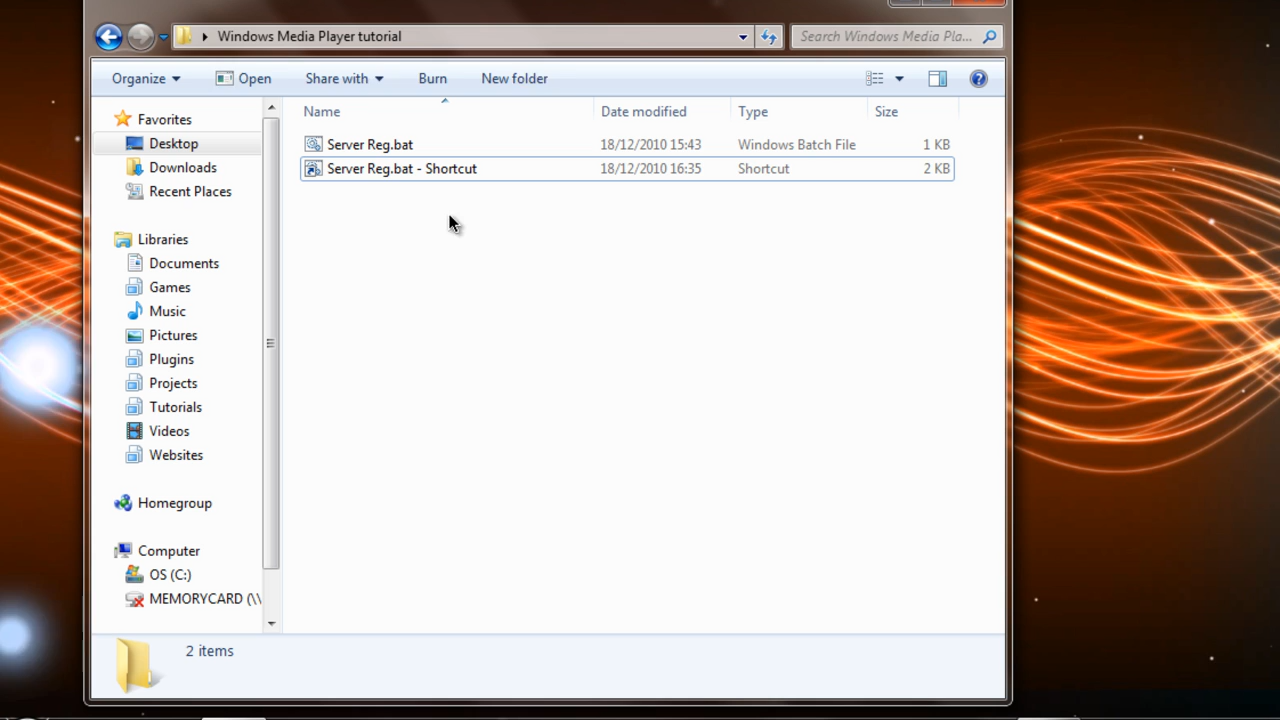 Windows Media Player tutorial
Search Windows Media Pla...
Organize
Open
Share with
Burn
New folder
Name
Date modified
Type
Size
Server Reg.bat
18/12/2010 15:43
Windows Batch File
1 KB
Server Reg.bat - Shortcut
18/12/2010 16:35
Shortcut
2 KB
Favorites
Desktop
Downloads
Recent Places
Libraries
Documents
Games
Music
Pictures
Plugins
Projects
Tutorials
Videos
Websites
Homegroup
Computer
OS (C:)
MEMORYCARD (\\
2 items